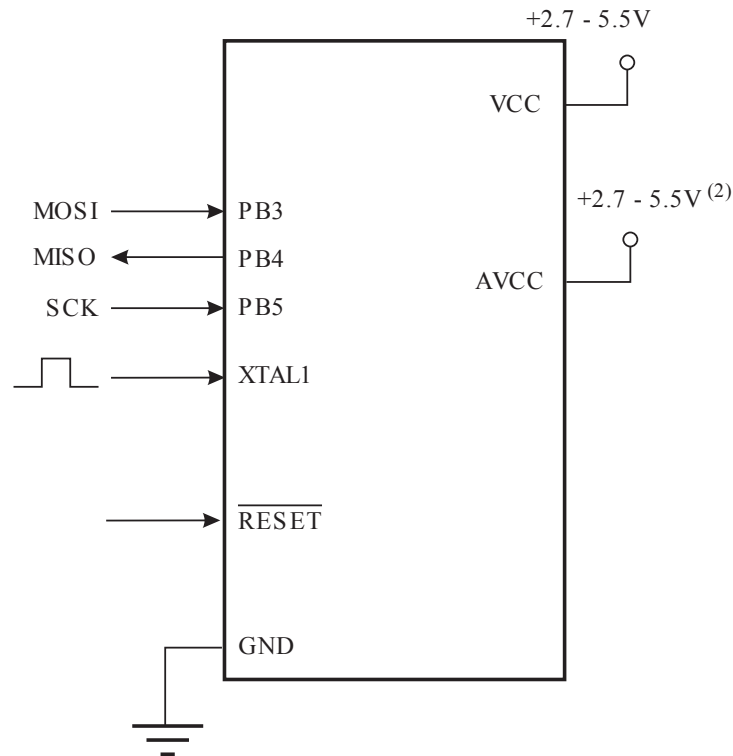 +2.7 - 5.5V
VCC
+2.7 - 5.5V (2)
MOSI PB3
MISO PB4
AVCC
SCK PB5
XTAL1
RESET
GND